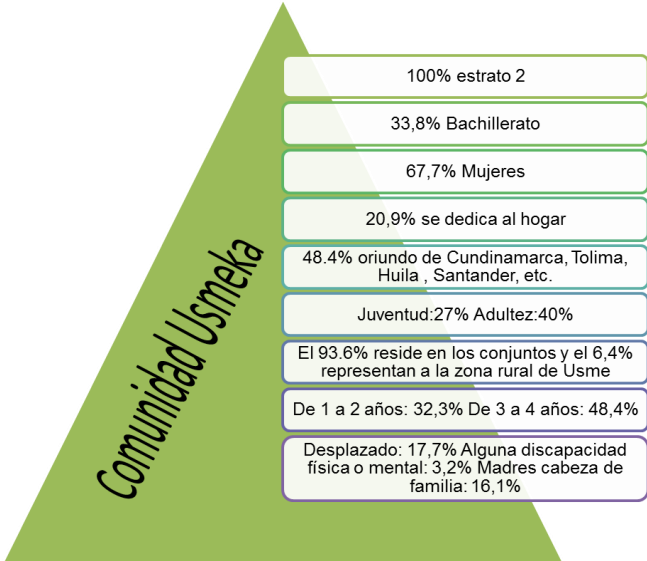 Comunidad Usmeka
100% estrato 2
33,8% Bachillerato
67,7% Mujeres
20,9% se dedica al hogar
48.4% oriundo de Cundinamarca, Tolima,
Huila , Santander, etc.
Juventud:27% Adultez:40%
El 93.6% reside en los conjuntos y el 6,4%
representan a la zona rural de Usme
De 1 a 2 años: 32,3% De 3 a 4 años: 48,4%
Desplazado: 17,7% Alguna discapacidad
física o mental: 3,2% Madres cabeza de
familia: 16,1%